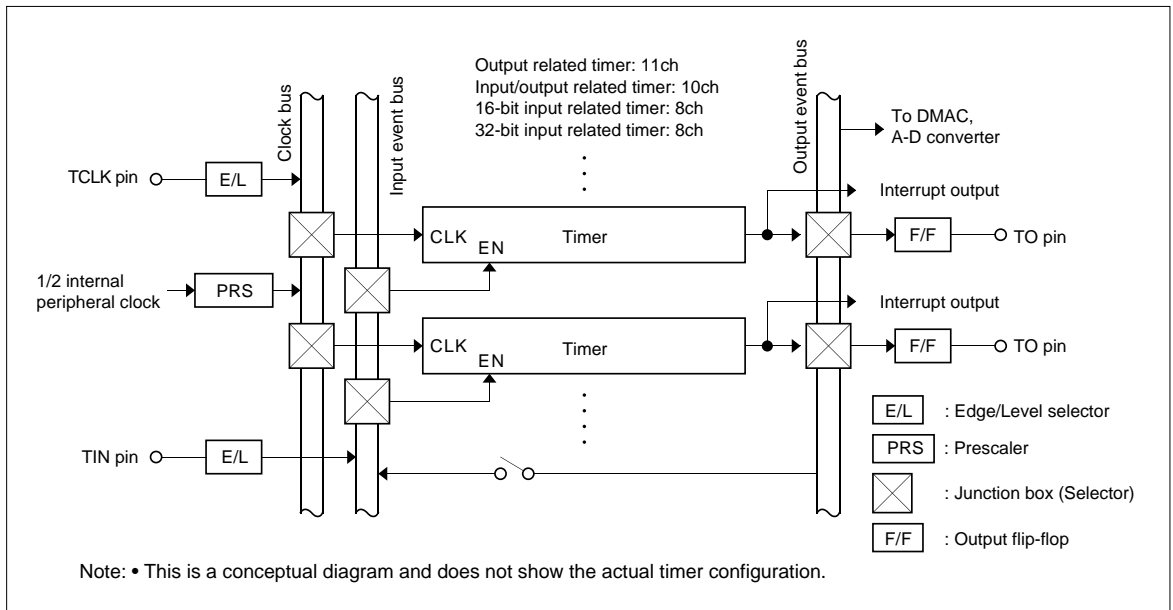 Output related timer: 11ch
Input/output related timer: 10ch
16-bit input related timer: 8ch
32-bit input related timer: 8ch
Clock bus
Input event bus
Output event bus
To DMAC,
A-D converter
TCLK pin
E/L
Interrupt output
CLK
EN
Timer
F/F
TO pin
1/2 internal
peripheral clock
PRS
Interrupt output
CLK
EN
Timer
F/F
TO pin
TIN pin
E/L
E/L : Edge/Level selector
PRS : Prescaler
: Junction box (Selector)
F/F : Output flip-flop
Note: • This is a conceptual diagram and does not show the actual timer configuration.